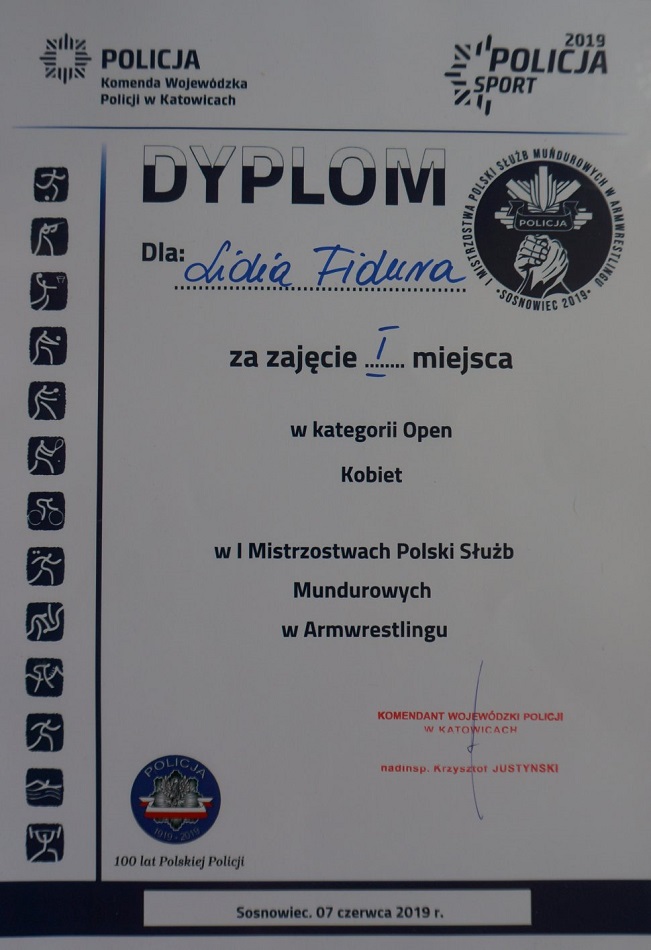 POLICJA
Komenda Wojewódzka
Policji w Katowicach
2019
POLICJA
SPORT
DYPLOM
I MISTRZOSTWA POLSKI SŁUŻB MUNDUROWYCH W ARMWRESTLINGU
POLICJA
•SOSNOWIEC 2019•
Dla: Lidia Fidura
za zajęcie I miejsca
w kategorii Open
Kobiet
w I Mistrzostwach Polski Służb
Mundurowych
w Armwrestlingu
KOMENDANT WOJEWÓDZKI POLICJI
W KATOWICACH
nadinsp. Krzysztof JUSTYŃSKI
POLICJA
1919 - 2019
100 lat Polskiej Policji
Sosnowiec. 07 czerwca 2019 r.